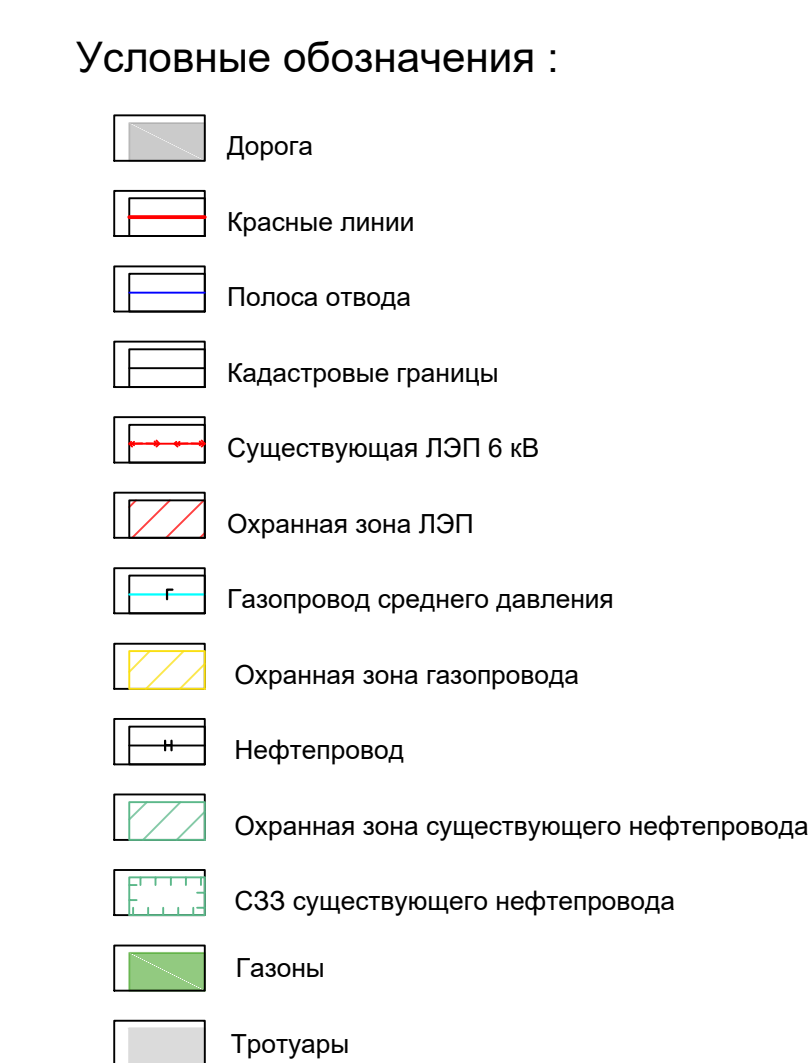 Условные обозначения :
Дорога
Красные линии
Полоса отвода
Кадастровые границы
Существующая ЛЭП 6 кВ
Охранная зона ЛЭП
Г
Газопровод среднего давления
Охранная зона газопровода
Н
Нефтепровод
Охранная зона существующего нефтепровода
СЗЗ существующего нефтепровода
Газоны
Тротуары